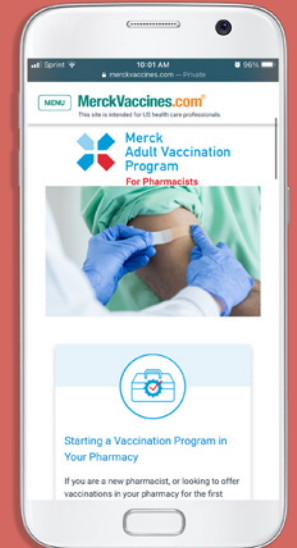 Sprint
10:01 AM
96%
merckvaccines.com — Private
MENU
MerckVaccines.com®
This site is intended for US health care professionals.
Merck
Adult Vaccination
Program
For Pharmacists
Starting a Vaccination Program in
Your Pharmacy
If you are a new pharmacist, or looking to offer
vaccinations in your pharmacy for the first